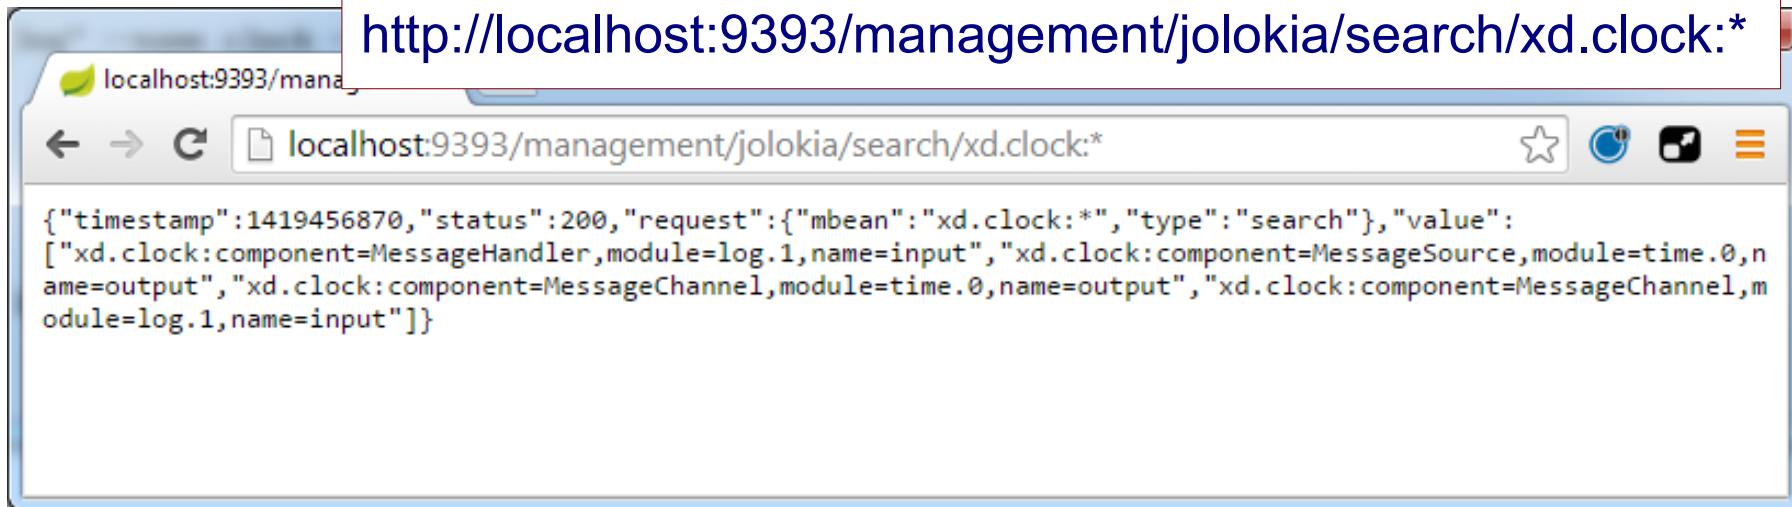 http://localhost:9393/management/jolokia/search/xd.clock:*
localhost:9393/mana
localhost:9393/management/jolokia/search/xd.clock:*
{"timestamp":1419456870,"status":200,"request":{"mbean":"xd.clock:*","type":"search"},"value":
["xd.clock:component=MessageHandler,module=log.1,name=input","xd.clock:component=MessageSource,module=time.0,n
ame=output","xd.clock:component=MessageChannel,module=time.0,name=output","xd.clock:component=MessageChannel,m
odule=log.1,name=input"]}